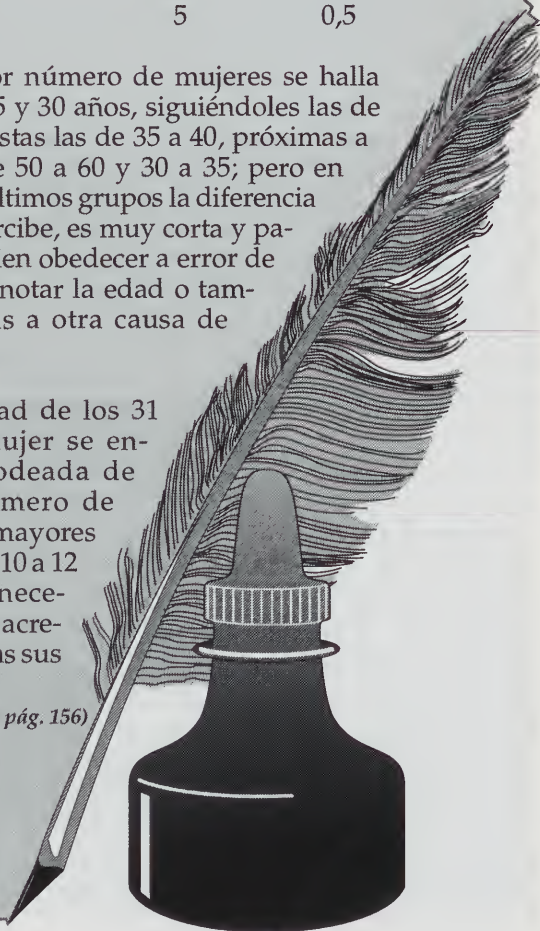 5 0,5
or número de mujeres se halla
5 y 30 años, siguiéndoles las de
stas las de 35 a 40, próximas a
e 50 a 60 y 30 a 35; pero en
ltimos grupos la diferencia
rcibe, es muy corta y pa-
len obedecer a error de
notar la edad o tam-
s a otra causa de
ad de los 31
ujer se en-
odeada de
mero de
mayores
10 a 12
nece-
acre-
as sus
pág. 156)